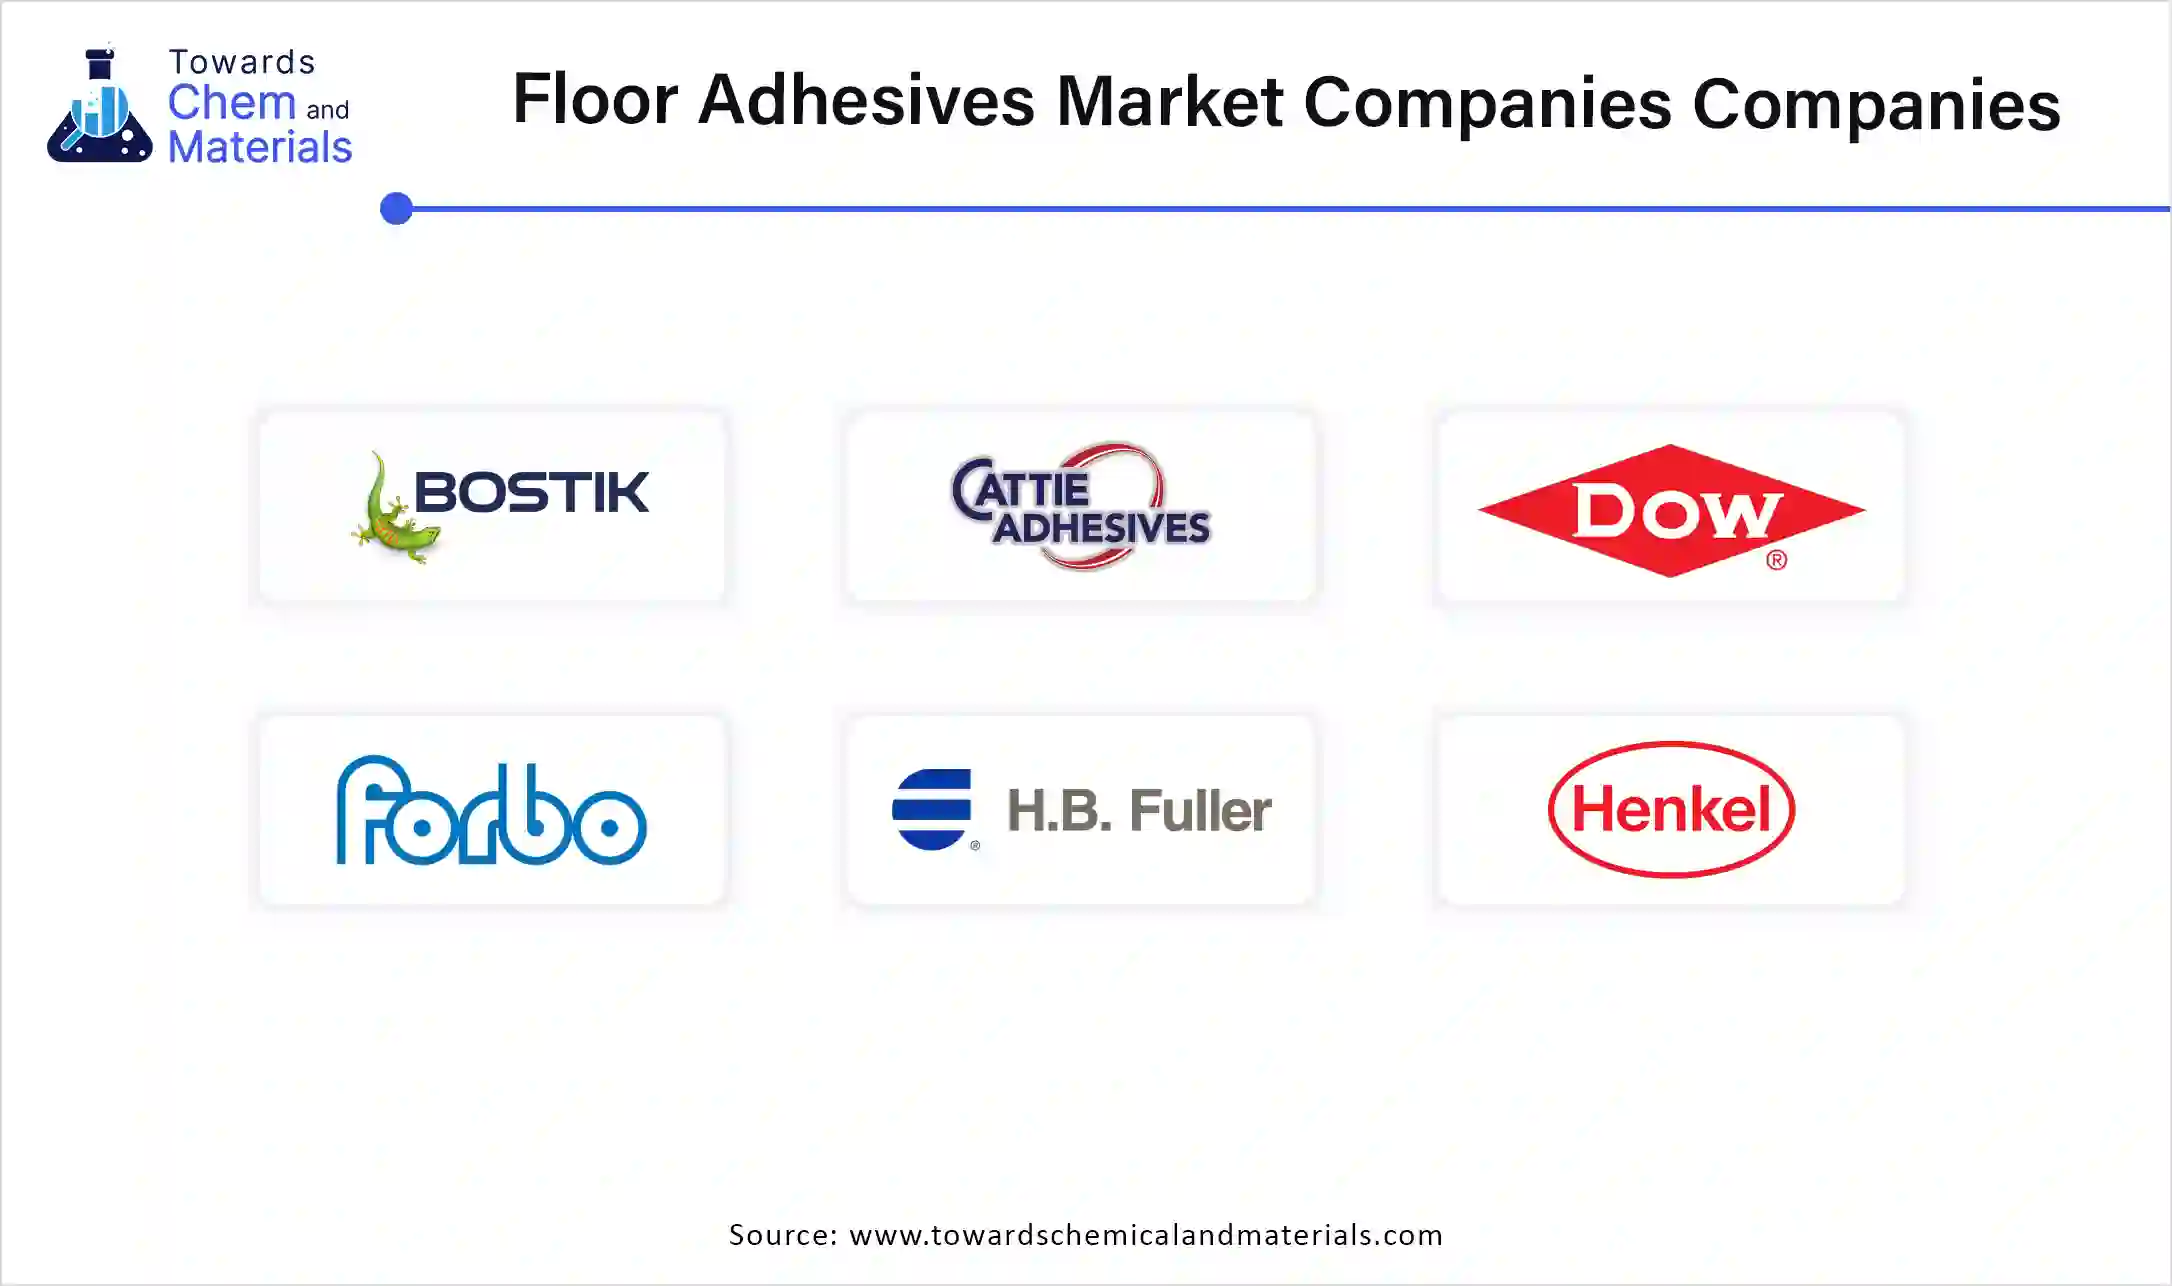 Towards
Chem and
Materials
Floor Adhesives Market Companies Companies
BOSTIK
CATTIE
ADHESIVES
DOW
®
forbo
H.B. Fuller
®
Henkel
Source: www.towardschemicalandmaterials.com